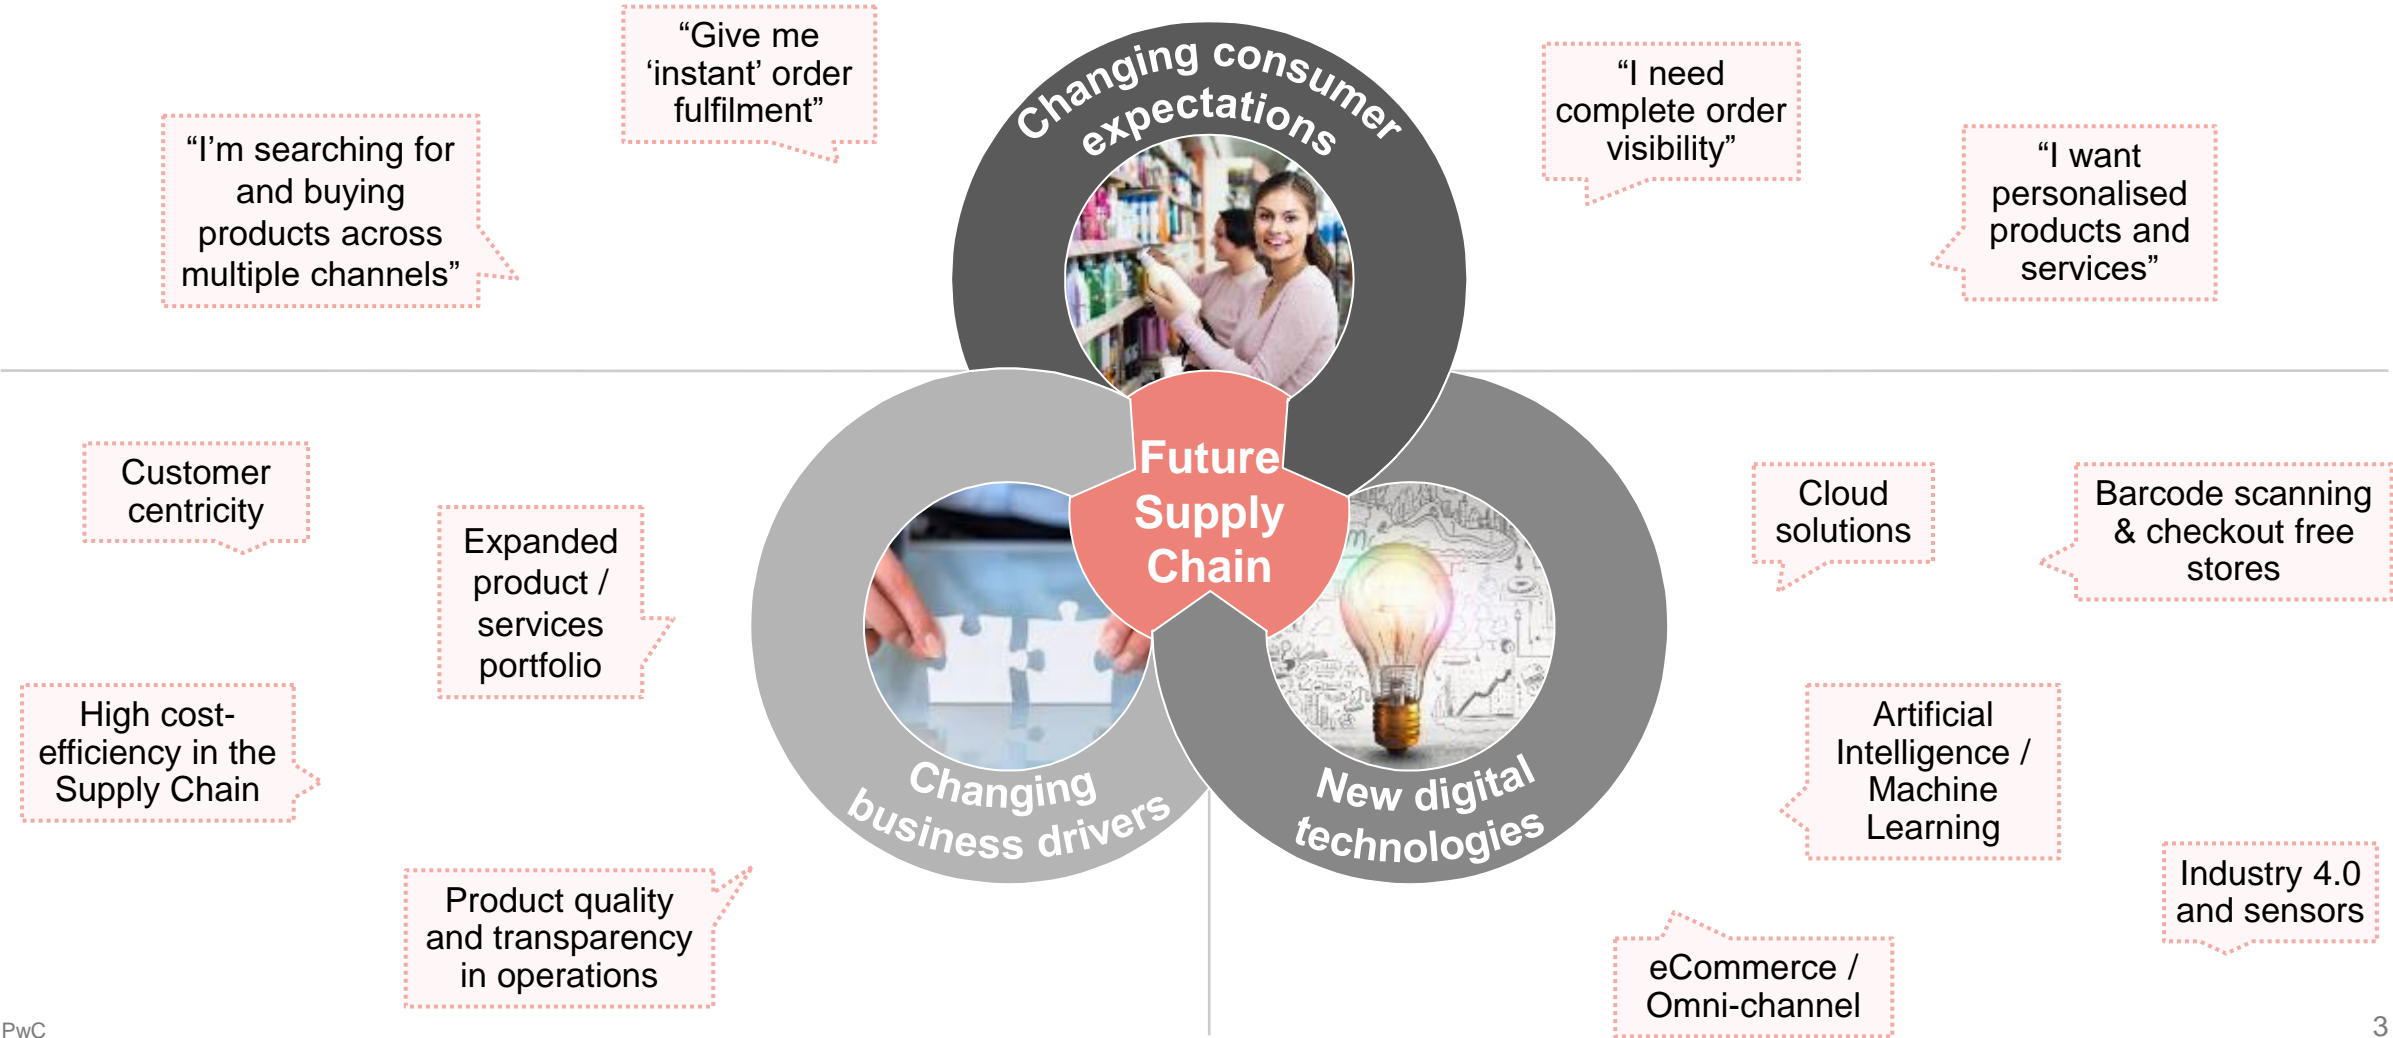 “Give me
‘instant’ order
fulfilment”
“I’m searching for
and buying
products across
multiple channels”
Changing consumer
expectations
“I need
complete order
visibility”
“I want
personalised
products and
services”
Future
Supply
Chain
Customer
centricity
Expanded
product /
services
portfolio
High cost-
efficiency in the
Supply Chain
Product quality
and transparency
in operations
Changing
business drivers
New digital
technologies
Cloud
solutions
Barcode scanning
& checkout free
stores
Artificial
Intelligence /
Machine
Learning
Industry 4.0
and sensors
eCommerce /
Omni-channel
PwC
3